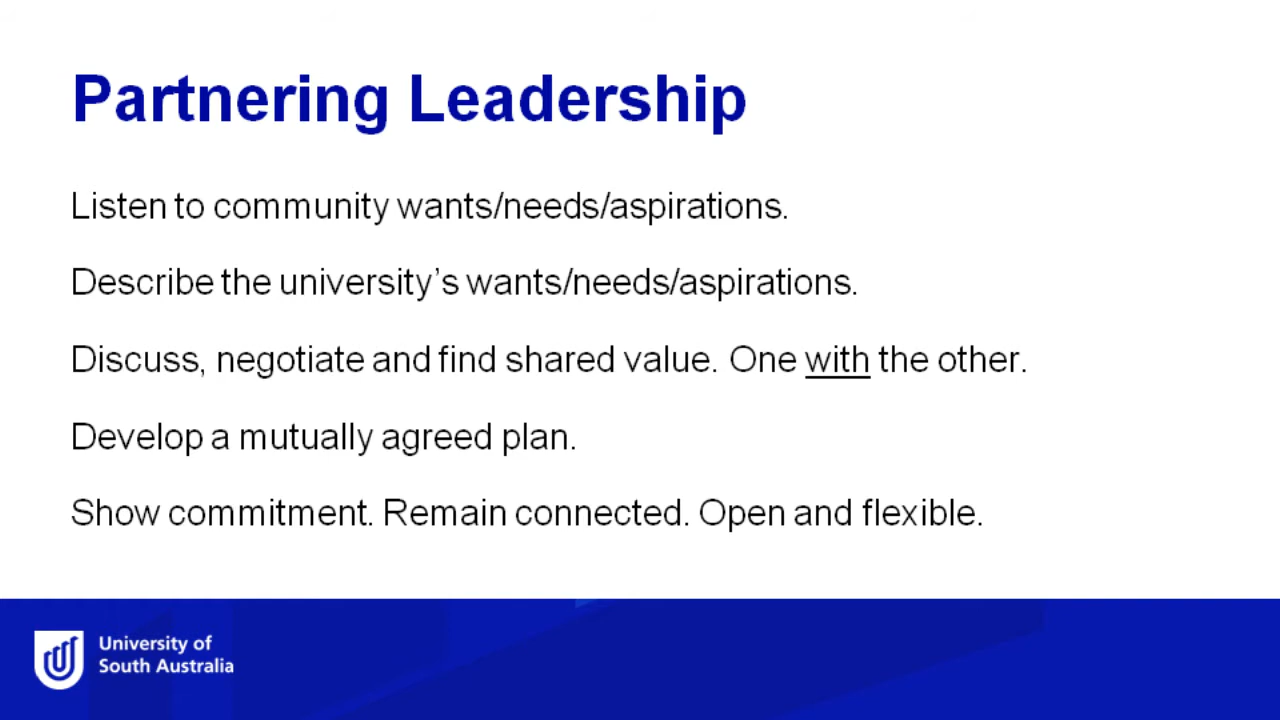 Partnering Leadership
Listen to community wants/needs/aspirations.
Describe the university’s wants/needs/aspirations.
Discuss, negotiate and find shared value. One with the other.
Develop a mutually agreed plan.
Show commitment. Remain connected. Open and flexible.
University of
South Australia